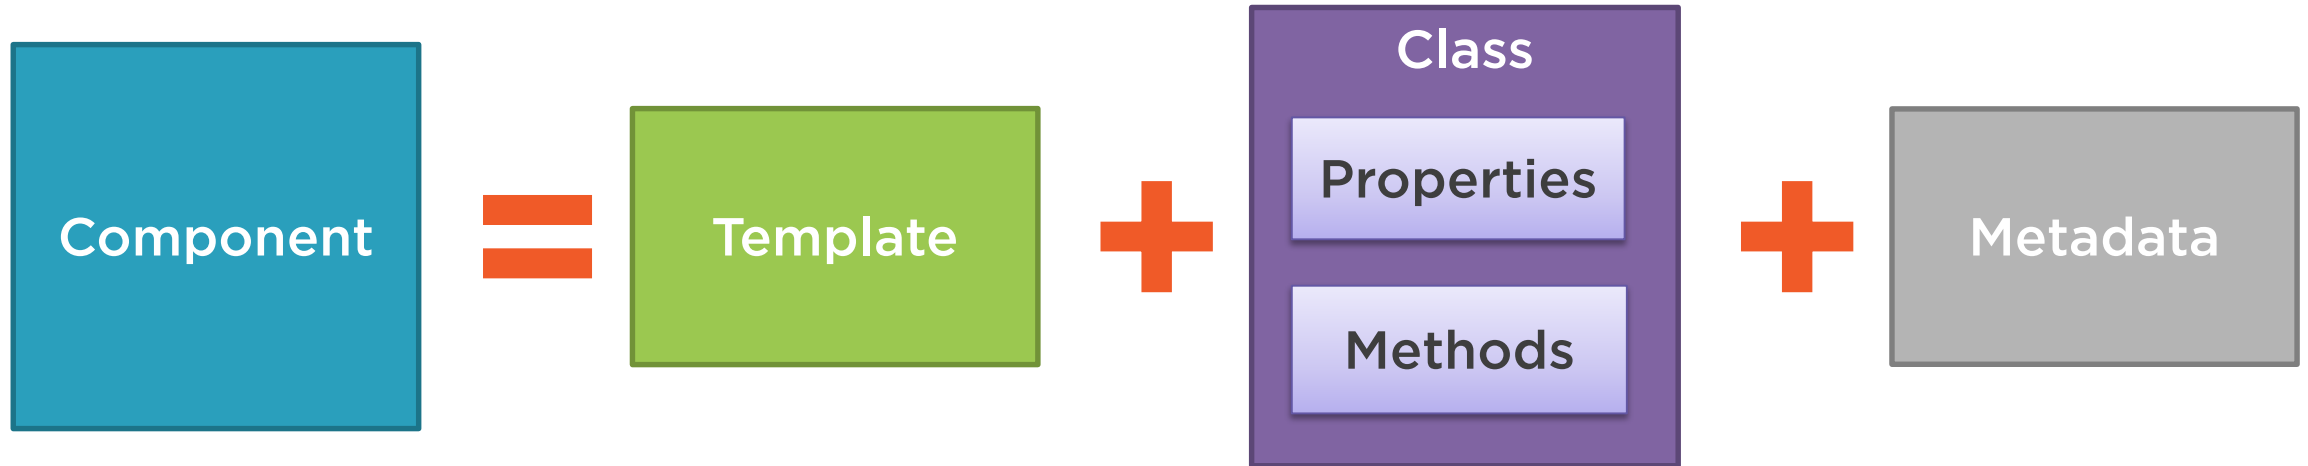 Component
Template
Class
Properties
Methods
Metadata